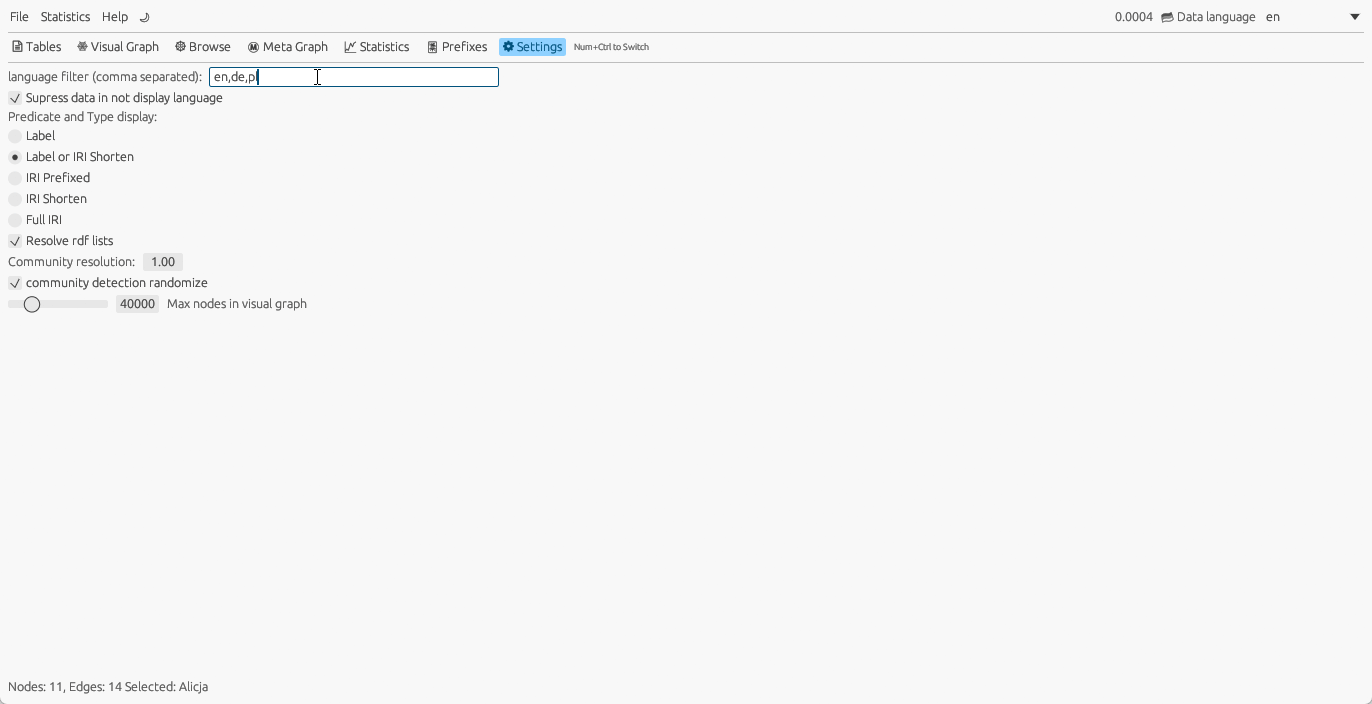 File Statistics Help 0.0004 Data language en
Tables Visual Graph Browse Meta Graph Statistics Prefixes Settings Num+Ctrl to Switch
language filter (comma separated): en,de,pl
Supress data in not display language
Predicate and Type display:
Label
Label or IRI Shorten
IRI Prefixed
IRI Shorten
Full IRI
Resolve rdf lists
Community resolution: 1.00
community detection randomize
40000 Max nodes in visual graph
Nodes: 11, Edges: 14 Selected: Alicja